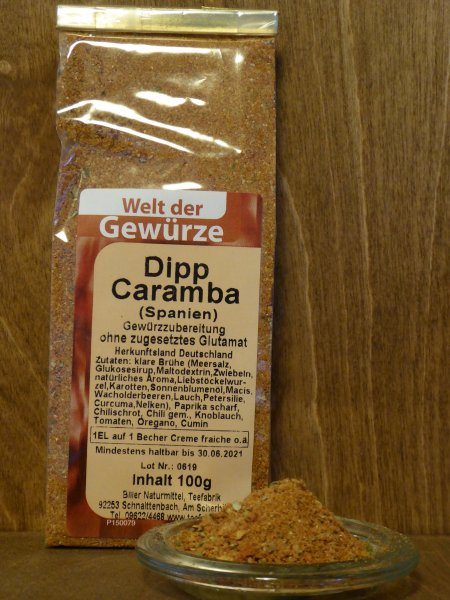 Welt der
Gewürze
Dipp
Caramba
(Spanien)
Gewürzzubereitung
ohne zugesetztes Glutamat
Herkunftsland Deutschland
Zutaten: klare Brühe (Meersalz,
Glukosesirup,Maltodextrin,Zwiebeln,
natürliches Aroma,Liebstöckelwur-
zel,Karotten,Sonnenblumenöl,Macis,
Wacholderbeeren,Lauch,Petersilie,
Curcuma,Nelken), Paprika scharf,
Chilischrot, Chili gem., Knoblauch,
Tomaten, Oregano, Cumin
1EL auf 1 Becher Creme fraiche o.ä
Mindestens haltbar bis 30.06.2021
Lot Nr.: 0619
Inhalt 100g
Biller Naturmittel, Teefabrik
92253 Schnaittenbach, Am Scherh
Tel. 09622/4468
P150079